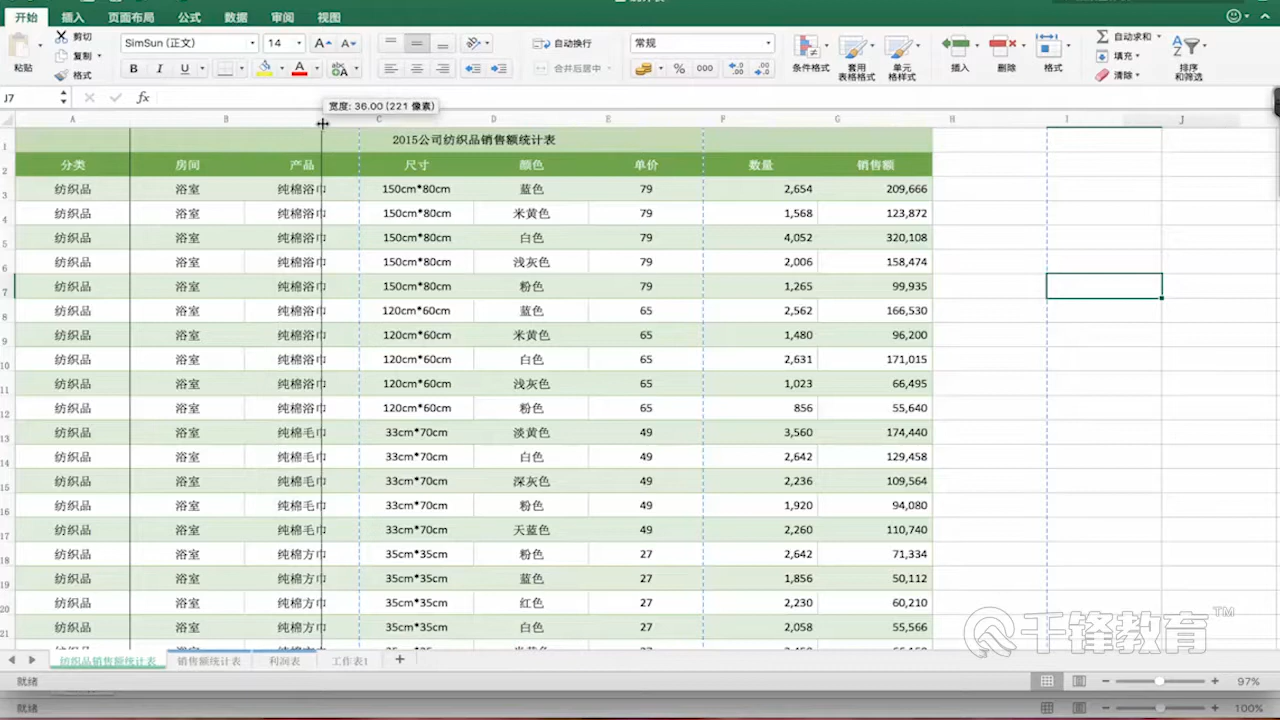 开始 插入 页面布局 公式 数据 审阅 视图
粘贴 剪切 复制 格式
SimSun (正文) 14 A A
B I U A abc A
自动换行
合并后居中
常规
% 000
条件格式 套用表格格式 单元格样式 插入 删除 格式
自动求和 填充 清除
排序和筛选
J7 fx
宽度: 36.00 (221 像素)
A B C D E F G H I J
1 2015公司纺织品销售额统计表
2 分类 房间 产品 尺寸 颜色 单价 数量 销售额
3 纺织品 浴室 纯棉浴巾 150cm*80cm 蓝色 79 2,654 209,666
4 纺织品 浴室 纯棉浴巾 150cm*80cm 米黄色 79 1,568 123,872
5 纺织品 浴室 纯棉浴巾 150cm*80cm 白色 79 4,052 320,108
6 纺织品 浴室 纯棉浴巾 150cm*80cm 浅灰色 79 2,006 158,474
7 纺织品 浴室 纯棉浴巾 150cm*80cm 粉色 79 1,265 99,935
8 纺织品 浴室 纯棉浴巾 120cm*60cm 蓝色 65 2,562 166,530
9 纺织品 浴室 纯棉浴巾 120cm*60cm 米黄色 65 1,480 96,200
10 纺织品 浴室 纯棉浴巾 120cm*60cm 白色 65 2,631 171,015
11 纺织品 浴室 纯棉浴巾 120cm*60cm 浅灰色 65 1,023 66,495
12 纺织品 浴室 纯棉浴巾 120cm*60cm 粉色 65 856 55,640
13 纺织品 浴室 纯棉毛巾 33cm*70cm 淡黄色 49 3,560 174,440
14 纺织品 浴室 纯棉毛巾 33cm*70cm 白色 49 2,642 129,458
15 纺织品 浴室 纯棉毛巾 33cm*70cm 深灰色 49 2,236 109,564
16 纺织品 浴室 纯棉毛巾 33cm*70cm 粉色 49 1,920 94,080
17 纺织品 浴室 纯棉毛巾 33cm*70cm 天蓝色 49 2,260 110,740
18 纺织品 浴室 纯棉方巾 35cm*35cm 粉色 27 2,642 71,334
19 纺织品 浴室 纯棉方巾 35cm*35cm 蓝色 27 1,856 50,112
20 纺织品 浴室 纯棉方巾 35cm*35cm 红色 27 2,230 60,210
21 纺织品 浴室 纯棉方巾 35cm*35cm 白色 27 2,058 55,566
千锋教育 TM
纺织品销售额统计表 销售额统计表 利润表 工作表1 +
就绪 97%
就绪 100%